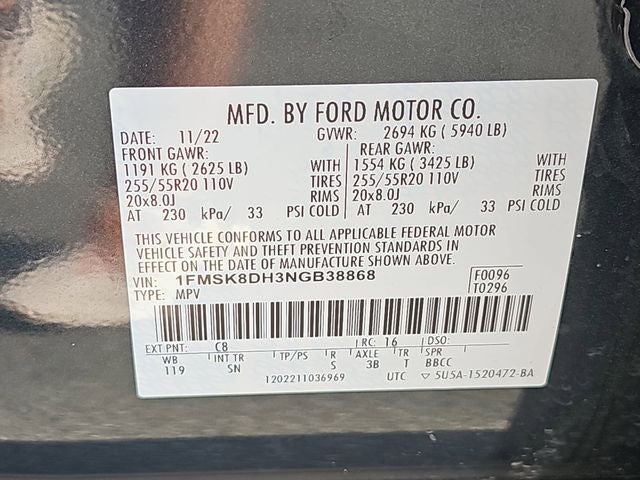 MFD. BY FORD MOTOR CO.
DATE: 11/22 GVWR: 2694 KG ( 5940 LB)
FRONT GAWR: REAR GAWR:
1191 KG ( 2625 LB) WITH 1554 KG ( 3425 LB) WITH
255/55R20 110V TIRES 255/55R20 110V TIRES
20x8.0J RIMS 20x8.0J RIMS
AT 230 kPa/ 33 PSI COLD AT 230 kPa/ 33 PSI COLD
THIS VEHICLE CONFORMS TO ALL APPLICABLE FEDERAL MOTOR
VEHICLE SAFETY AND THEFT PREVENTION STANDARDS IN
EFFECT ON THE DATE OF MANUFACTURE SHOWN ABOVE.
VIN: 1FMSK8DH3NGB38868 F0096
TYPE: MPV T0296
EXT PNT: C8 RC: 16 DSO:
WB INT TR TP/PS R AXLE TR SPR
119 SN S 3B T BBCC
1202211036969 UTC ▽ 5U5A-1520472-BA